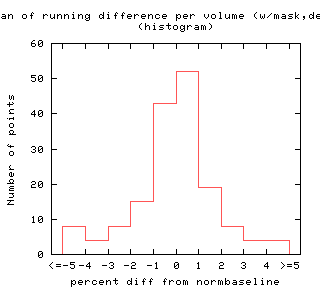 an of running difference per volume (w/mask,de
(histogram)
60
50
40
30
20
10
0
Number of points
<=-5 -4 -3 -2 -1 0 1 2 3 4 >=5
percent diff from normbaseline